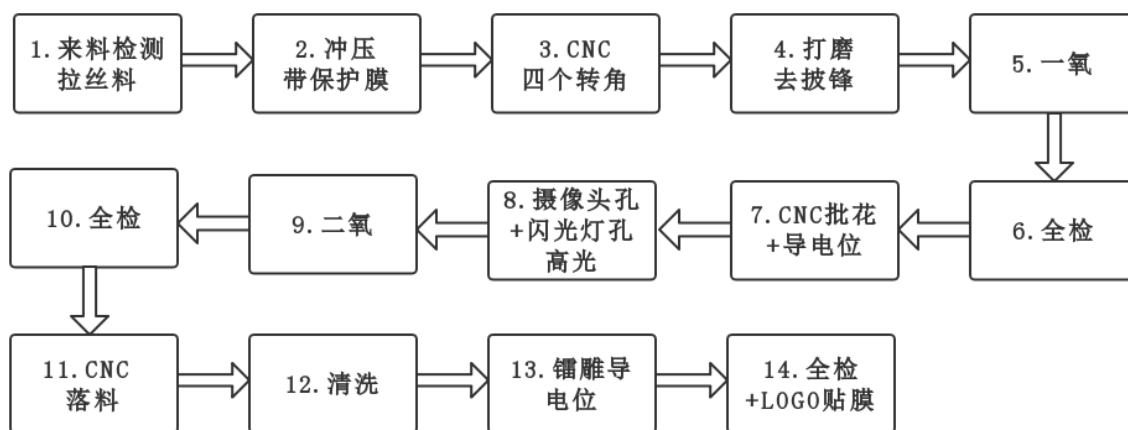 1.来料检测
拉丝料
2.冲压
带保护膜
3.CNC
四个转角
4.打磨
去披锋
5.一氧
6.全检
7.CNC批花
+导电位
8.摄像头孔
+闪光灯孔
高光
9.二氧
10.全检
11.CNC
落料
12.清洗
13.镭雕导
电位
14.全检
+LOGO贴膜